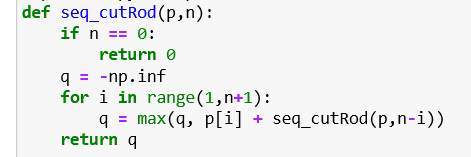 def seq_cutRod(p,n):
    if n == 0:
        return 0
    q = -np.inf
    for i in range(1,n+1):
        q = max(q, p[i] + seq_cutRod(p,n-i))
    return q